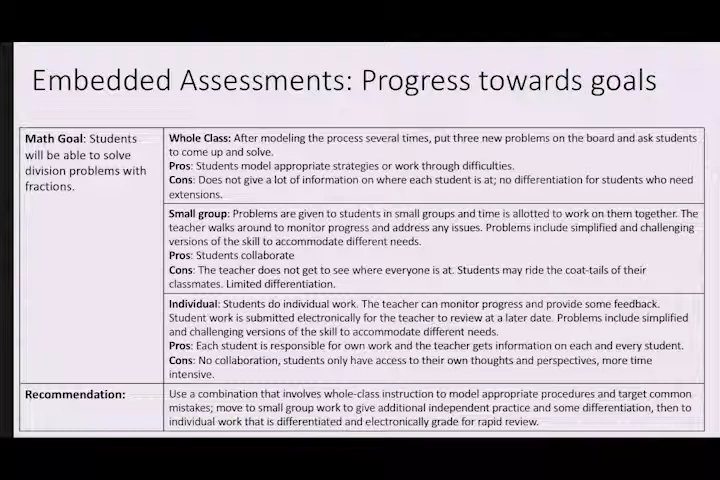 Embedded Assessments: Progress towards goals
Math Goal: Students
will be able to solve
division problems with
fractions.
Whole Class: After modeling the process several times, put three new problems on the board and ask students
to come up and solve.
Pros: Students model appropriate strategies or work through difficulties.
Cons: Does not give a lot of information on where each student is at; no differentiation for students who need
extensions.
Small group: Problems are given to students in small groups and time is allotted to work on them together. The
teacher walks around to monitor progress and address any issues. Problems include simplified and challenging
versions of the skill to accommodate different needs.
Pros: Students collaborate
Cons: The teacher does not get to see where everyone is at. Students may ride the coat-tails of their
classmates. Limited differentiation.
Individual: Students do individual work. The teacher can monitor progress and provide some feedback.
Student work is submitted electronically for the teacher to review at a later date. Problems include simplified
and challenging versions of the skill to accommodate different needs.
Pros: Each student is responsible for own work and the teacher gets information on each and every student.
Cons: No collaboration, students only have access to their own thoughts and perspectives, more time
intensive.
Recommendation:
Use a combination that involves whole-class instruction to model appropriate procedures and target common
mistakes; move to small group work to give additional independent practice and some differentiation, then to
individual work that is differentiated and electronically grade for rapid review.